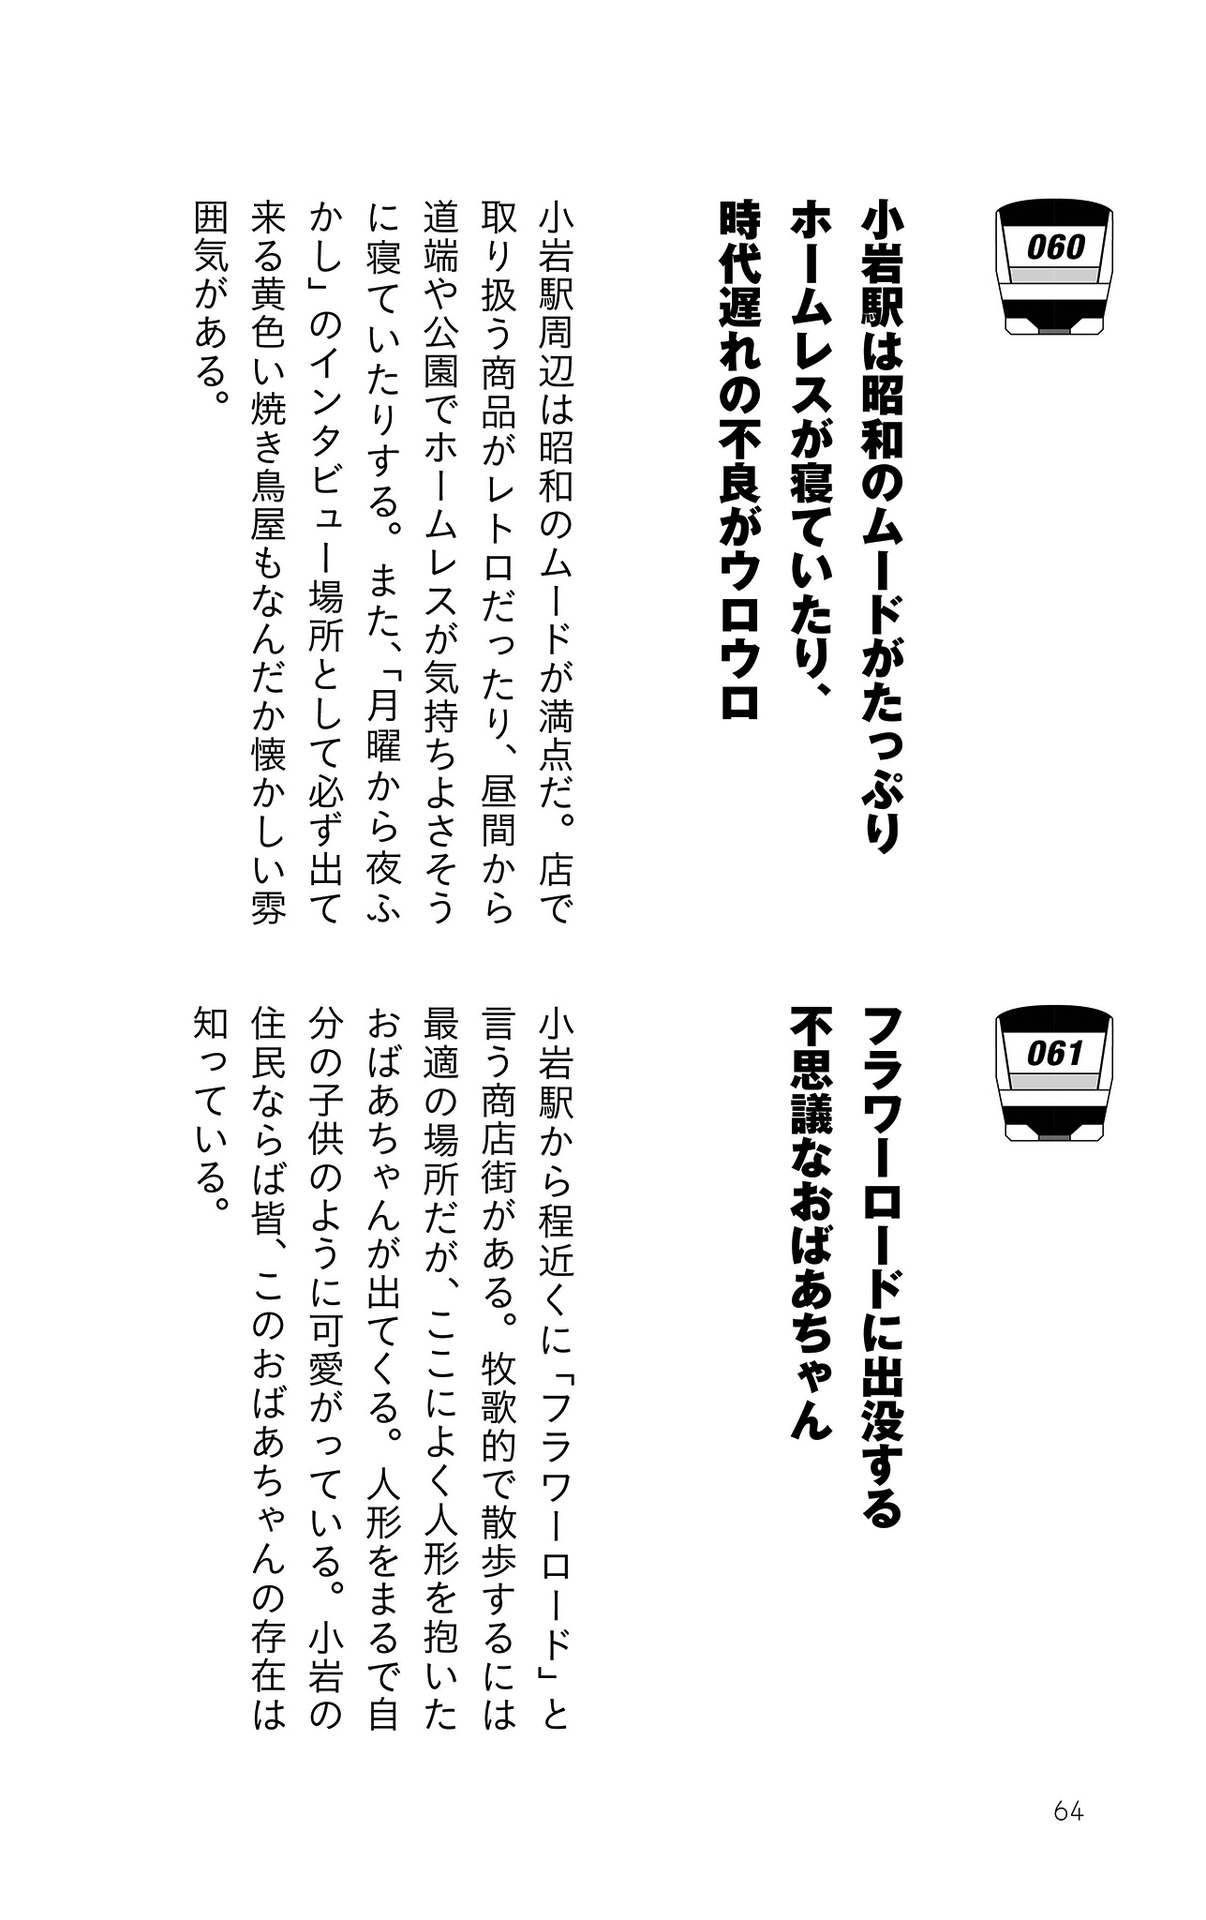 060
小岩駅は昭和のムードがたっぷり
ホームレスが寝ていたり、
時代遅れの不良がウロウロ
小岩駅周辺は昭和のムードが満点だ。店で
取り扱う商品がレトロだったり、昼間から
道端や公園でホームレスが気持ちよさそう
に寝ていたりする。また、「月曜から夜ふ
かし」のインタビュー場所として必ず出て
来る黄色い焼き鳥屋もなんだか懐かしい雰
囲気がある。
061
フラワーロードに出没する
不思議なおばあちゃん
小岩駅から程近くに「フラワーロード」と
言う商店街がある。牧歌的で散歩するには
最適の場所だが、ここによく人形を抱いた
おばあちゃんが出てくる。人形をまるで自
分の子供のように可愛がっている。小岩の
住民ならば皆、このおばあちゃんの存在は
知っている。
64